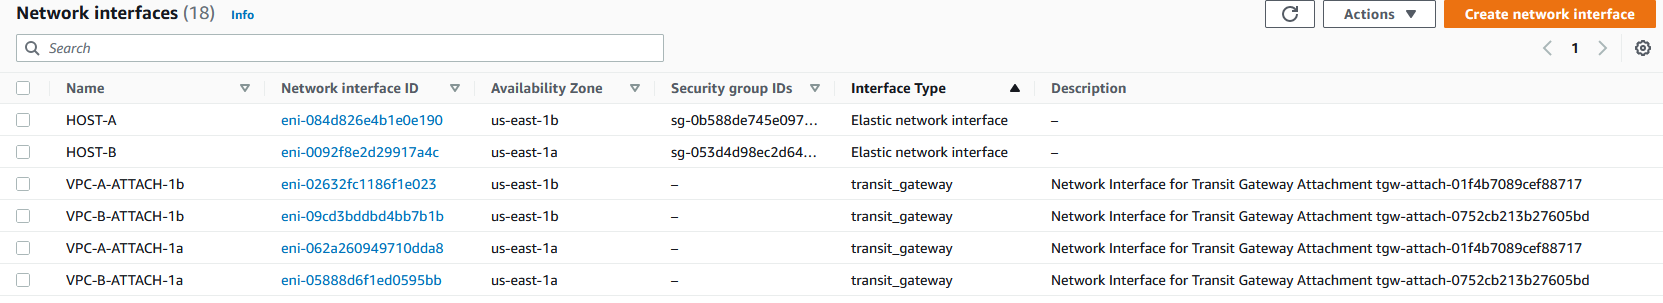 Network interfaces (18) Info Actions Create network interface
Search 1
Name Network interface ID Availability Zone Security group IDs Interface Type Description
HOST-A eni-084d826e4b1e0e190 us-east-1b sg-0b588de745e097... Elastic network interface –
HOST-B eni-0092f8e2d29917a4c us-east-1a sg-053d4d98ec2d64... Elastic network interface –
VPC-A-ATTACH-1b eni-02632fc1186f1e023 us-east-1b – transit_gateway Network Interface for Transit Gateway Attachment tgw-attach-01f4b7089cef88717
VPC-B-ATTACH-1b eni-09cd3bddbd4bb7b1b us-east-1b – transit_gateway Network Interface for Transit Gateway Attachment tgw-attach-0752cb213b27605bd
VPC-A-ATTACH-1a eni-062a260949710dda8 us-east-1a – transit_gateway Network Interface for Transit Gateway Attachment tgw-attach-01f4b7089cef88717
VPC-B-ATTACH-1a eni-05888d6f1ed0595bb us-east-1a – transit_gateway Network Interface for Transit Gateway Attachment tgw-attach-0752cb213b27605bd